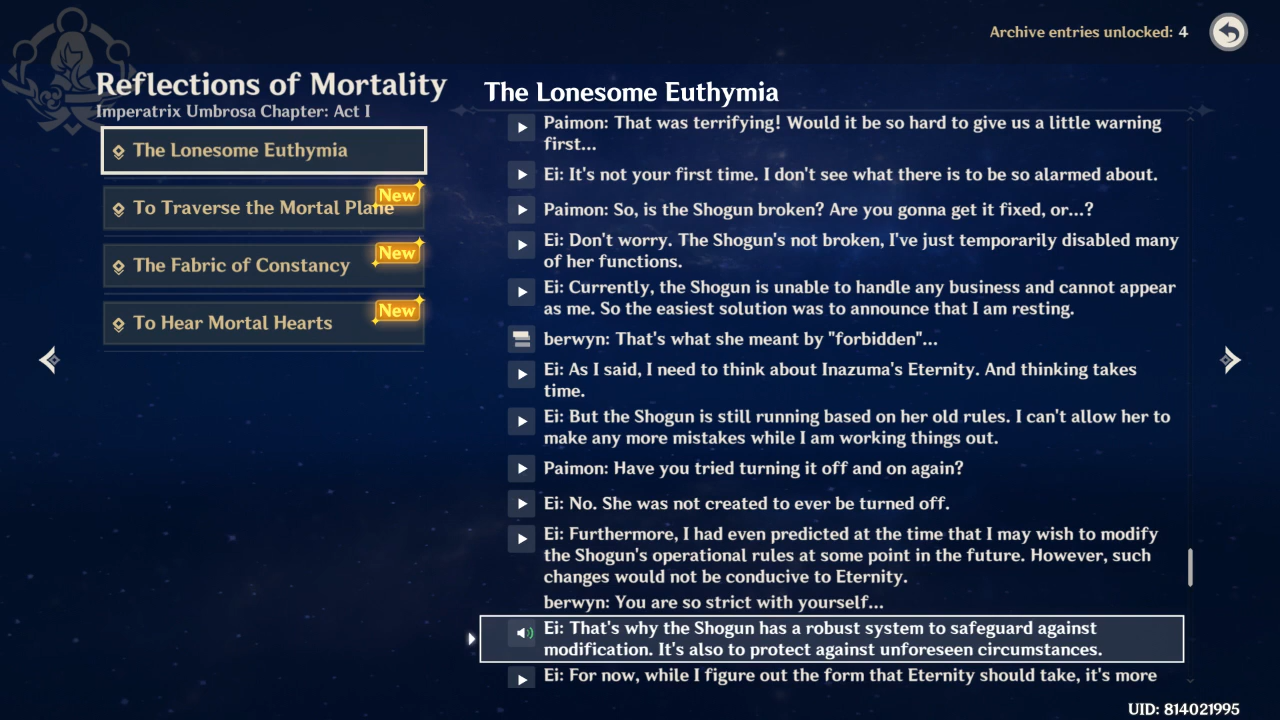 Archive entries unlocked: 4
Reflections of Mortality
Imperatrix Umbrosa Chapter: Act I
The Lonesome Euthymia
To Traverse the Mortal Plane
New
The Fabric of Constancy
New
To Hear Mortal Hearts
New
The Lonesome Euthymia
Paimon: That was terrifying! Would it be so hard to give us a little warning
first...
Ei: It's not your first time. I don't see what there is to be so alarmed about.
Paimon: So, is the Shogun broken? Are you gonna get it fixed, or...?
Ei: Don't worry. The Shogun's not broken, I've just temporarily disabled many
of her functions.
Ei: Currently, the Shogun is unable to handle any business and cannot appear
as me. So the easiest solution was to announce that I am resting.
berwyn: That's what she meant by "forbidden"...
Ei: As I said, I need to think about Inazuma's Eternity. And thinking takes
time.
Ei: But the Shogun is still running based on her old rules. I can't allow her to
make any more mistakes while I am working things out.
Paimon: Have you tried turning it off and on again?
Ei: No. She was not created to ever be turned off.
Ei: Furthermore, I had even predicted at the time that I may wish to modify
the Shogun's operational rules at some point in the future. However, such
changes would not be conducive to Eternity.
berwyn: You are so strict with yourself...
Ei: That's why the Shogun has a robust system to safeguard against
modification. It's also to protect against unforeseen circumstances.
Ei: For now, while I figure out the form that Eternity should take, it's more
UID: 814021995